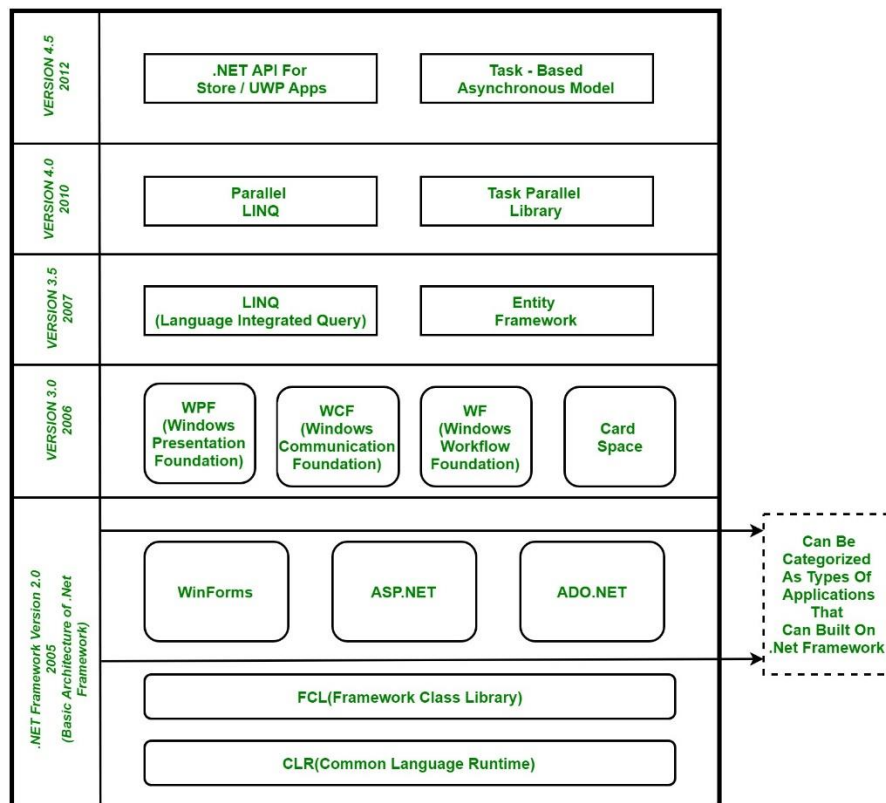 VERSION 4.5
2012
.NET API For
Store / UWP Apps
Task - Based
Asynchronous Model
VERSION 4.0
2010
Parallel
LINQ
Task Parallel
Library
VERSION 3.5
2007
LINQ
(Language Integrated Query)
Entity
Framework
VERSION 3.0
2006
WPF
(Windows
Presentation
Foundation)
WCF
(Windows
Communication
Foundation)
WF
(Windows
Workflow
Foundation)
Card
Space
.NET Framework Version 2.0
2005
(Basic Architecture of .Net
Framework)
WinForms
ASP.NET
ADO.NET
Can Be
Categorized
As Types Of
Applications
That
Can Built On
.Net Framework
FCL(Framework Class Library)
CLR(Common Language Runtime)